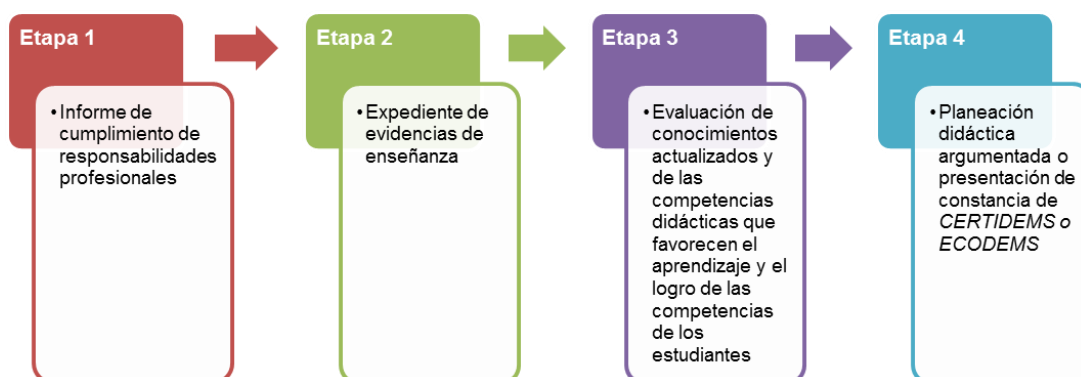 Etapa 1
• Informe de
cumplimiento de
responsabilidades
profesionales
Etapa 2
• Expediente de
evidencias de
enseñanza
Etapa 3
• Evaluación de
conocimientos
actualizados y
de las
competencias
didácticas que
favorecen el
aprendizaje y el
logro de las
competencias
de los
estudiantes
Etapa 4
• Planeación
didáctica
argumentada o
presentación de
constancia de
CERTIDEMS o
ECODEMS